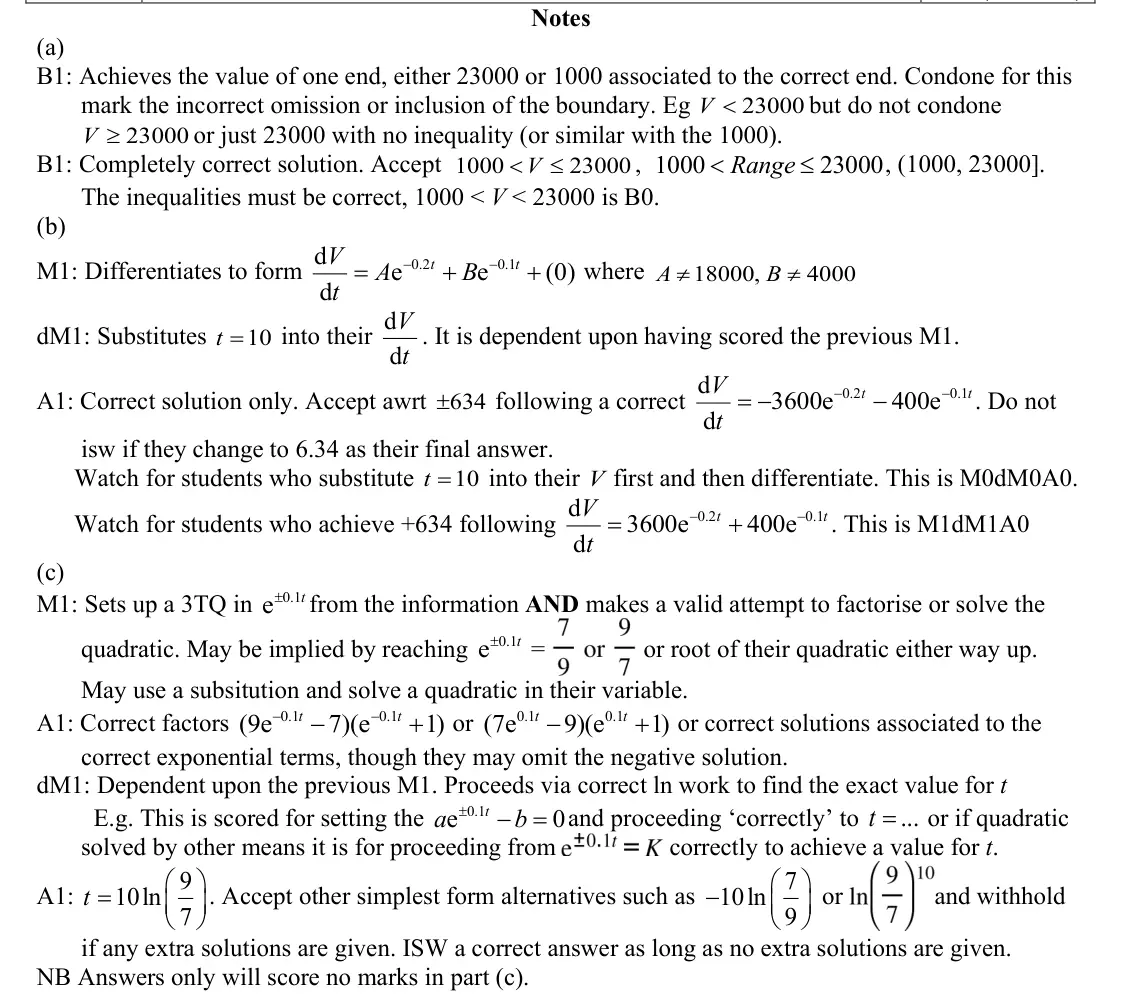 Notes
(a)
B1: Achieves the value of one end, either 23000 or 1000 associated to the correct end. Condone for this
mark the incorrect omission or inclusion of the boundary. Eg V < 23000 but do not condone
V ≥ 23000 or just 23000 with no inequality (or similar with the 1000).
B1: Completely correct solution. Accept 1000 < V ≤ 23000 , 1000 < Range ≤ 23000, (1000, 23000].
The inequalities must be correct, 1000 < V < 23000 is B0.
(b)
M1: Differentiates to form dV/dt = Ae^{−0.2t} + Be^{−0.1t} + (0) where A ≠ 18000, B ≠ 4000
dM1: Substitutes t = 10 into their dV/dt . It is dependent upon having scored the previous M1.
A1: Correct solution only. Accept awrt ±634 following a correct dV/dt = −3600e^{−0.2t} − 400e^{−0.1t} . Do not
isw if they change to 6.34 as their final answer.
Watch for students who substitute t = 10 into their V first and then differentiate. This is M0dM0A0.
Watch for students who achieve +634 following dV/dt = 3600e^{−0.2t} + 400e^{−0.1t} . This is M1dM1A0
(c)
M1: Sets up a 3TQ in e^{±0.1t} from the information AND makes a valid attempt to factorise or solve the
quadratic. May be implied by reaching e^{±0.1t} = 7/9 or 9/7 or root of their quadratic either way up.
May use a subsitution and solve a quadratic in their variable.
A1: Correct factors (9e^{−0.1t} − 7)(e^{−0.1t} + 1) or (7e^{0.1t} − 9)(e^{0.1t} + 1) or correct solutions associated to the
correct exponential terms, though they may omit the negative solution.
dM1: Dependent upon the previous M1. Proceeds via correct ln work to find the exact value for t
E.g. This is scored for setting the ae^{±0.1t} − b = 0 and proceeding ‘correctly’ to t = ... or if quadratic
solved by other means it is for proceeding from e^{±0.1t} = K correctly to achieve a value for t.
A1: t = 10 ln(9/7) . Accept other simplest form alternatives such as −10 ln(7/9) or ln(9/7)^{10} and withhold
if any extra solutions are given. ISW a correct answer as long as no extra solutions are given.
NB Answers only will score no marks in part (c).